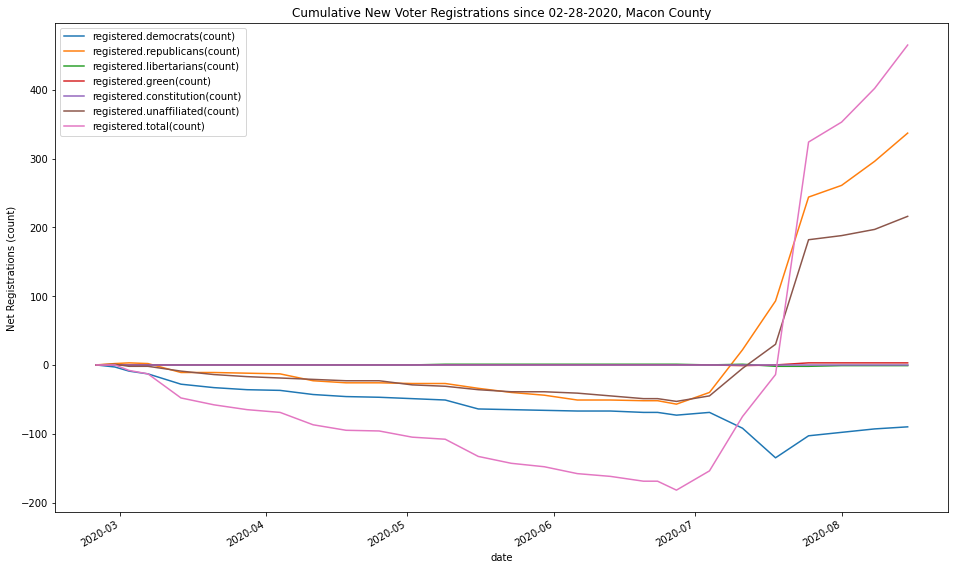 Cumulative New Voter Registrations since 02-28-2020, Macon County
registered.democrats(count)
registered.republicans(count)
registered.libertarians(count)
registered.green(count)
registered.constitution(count)
registered.unaffiliated(count)
registered.total(count)
Net Registrations (count)
400
300
200
100
0
−100
−200
2020-03
2020-04
2020-05
2020-06
2020-07
2020-08
date